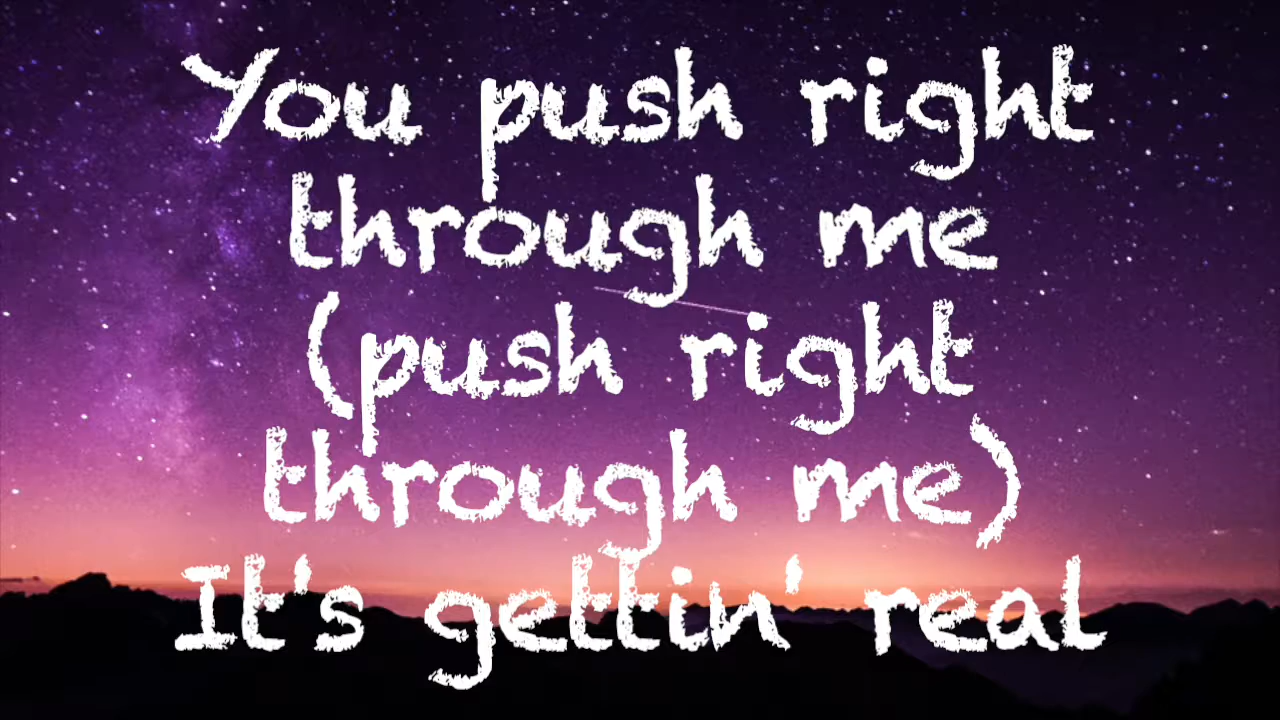 You push right
through me
(push right
through me)
It's gettin' real